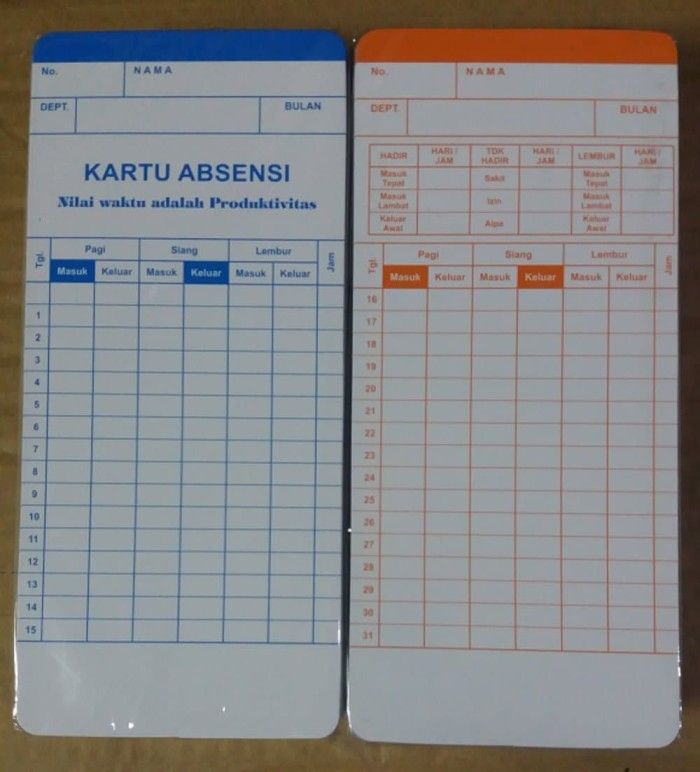 No. NAMA
DEPT. BULAN
KARTU ABSENSI
Nilai waktu adalah Produktivitas
Tgl. Pagi Siang Lembur Jam
Masuk Keluar Masuk Keluar Masuk Keluar
1
2
3
4
5
6
7
8
9
10
11
12
13
14
15
No. NAMA
DEPT. BULAN
HADIR HARI / JAM TDK HADIR HARI / JAM LEMBUR HARI / JAM
Masuk Tepat Sakit Masuk Tepat
Masuk Lambat Izin Masuk Lambat
Keluar Awal Alpa Keluar Awal
Tgl. Pagi Siang Lembur Jam
Masuk Keluar Masuk Keluar Masuk Keluar
16
17
18
19
20
21
22
23
24
25
26
27
28
29
30
31